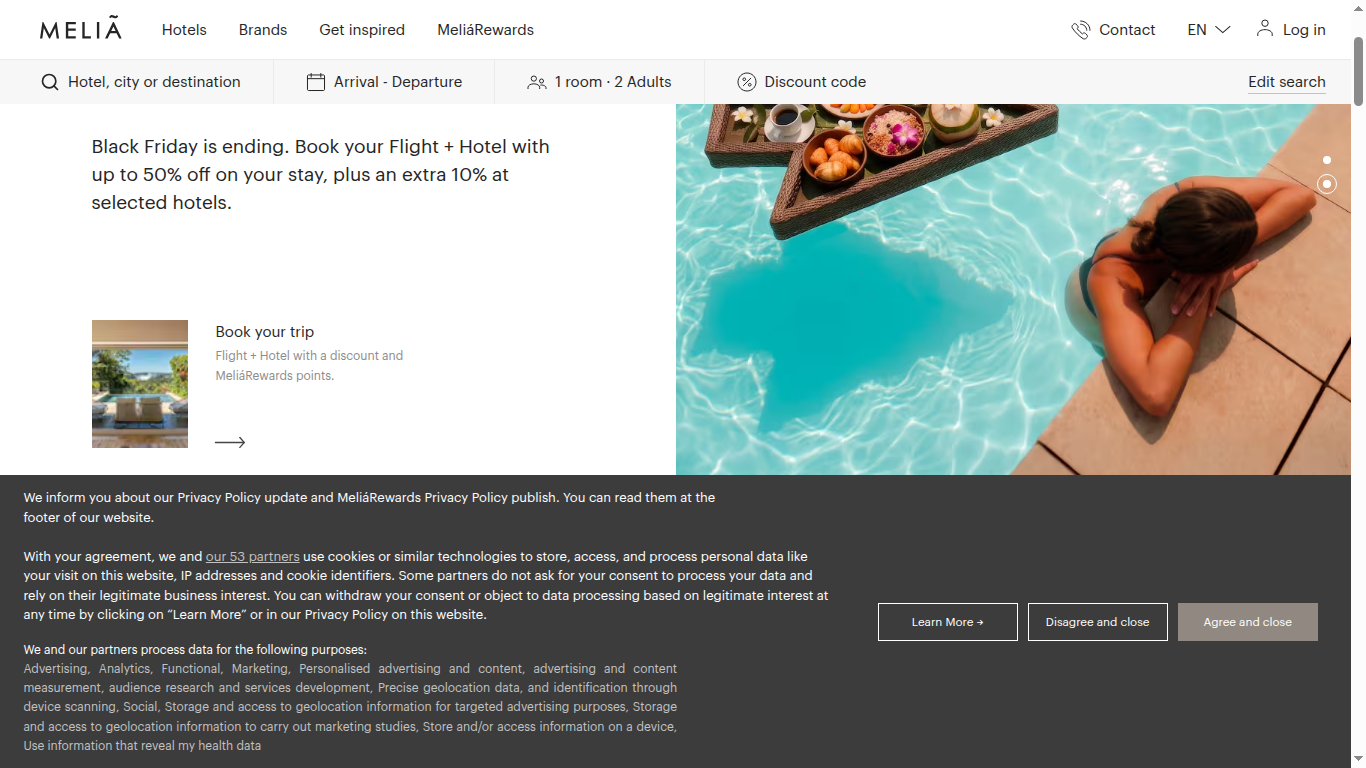 MELIÃ
Hotels
Brands
Get inspired
MeliáRewards
Contact
EN
Log in
Hotel, city or destination
Arrival - Departure
1 room · 2 Adults
Discount code
Edit search
Black Friday is ending. Book your Flight + Hotel with
up to 50% off on your stay, plus an extra 10% at
selected hotels.
Book your trip
Flight + Hotel with a discount and
MeliáRewards points.
We inform you about our Privacy Policy update and MeliáRewards Privacy Policy publish. You can read them at the
footer of our website.
With your agreement, we and our 53 partners use cookies or similar technologies to store, access, and process personal data like
your visit on this website, IP addresses and cookie identifiers. Some partners do not ask for your consent to process your data and
rely on their legitimate business interest. You can withdraw your consent or object to data processing based on legitimate interest at
any time by clicking on “Learn More” or in our Privacy Policy on this website.
We and our partners process data for the following purposes:
Advertising, Analytics, Functional, Marketing, Personalised advertising and content, advertising and content
measurement, audience research and services development, Precise geolocation data, and identification through
device scanning, Social, Storage and access to geolocation information for targeted advertising purposes, Storage
and access to geolocation information to carry out marketing studies, Store and/or access information on a device,
Use information that reveal my health data
Learn More →
Disagree and close
Agree and close